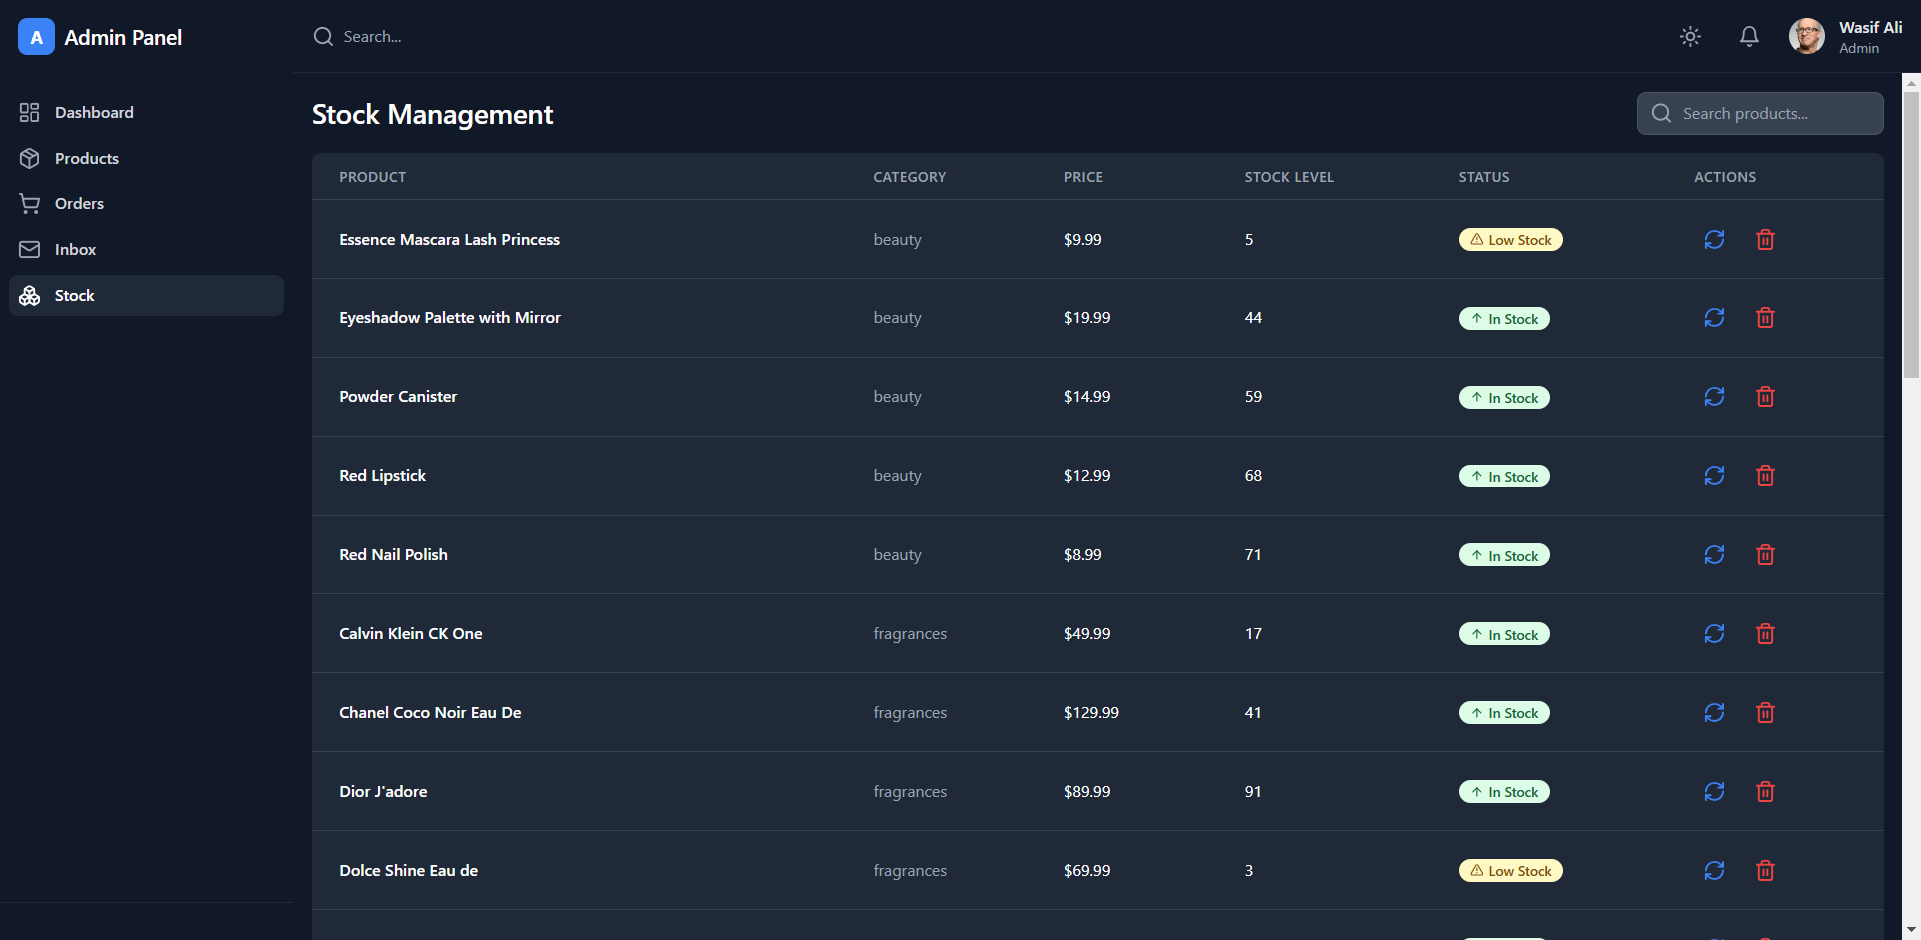 A Admin Panel
Search...
Wasif Ali
Admin
Dashboard
Products
Orders
Inbox
Stock
Stock Management
Search products...
PRODUCT CATEGORY PRICE STOCK LEVEL STATUS ACTIONS
Essence Mascara Lash Princess beauty $9.99 5 Low Stock
Eyeshadow Palette with Mirror beauty $19.99 44 In Stock
Powder Canister beauty $14.99 59 In Stock
Red Lipstick beauty $12.99 68 In Stock
Red Nail Polish beauty $8.99 71 In Stock
Calvin Klein CK One fragrances $49.99 17 In Stock
Chanel Coco Noir Eau De fragrances $129.99 41 In Stock
Dior J'adore fragrances $89.99 91 In Stock
Dolce Shine Eau de fragrances $69.99 3 Low Stock